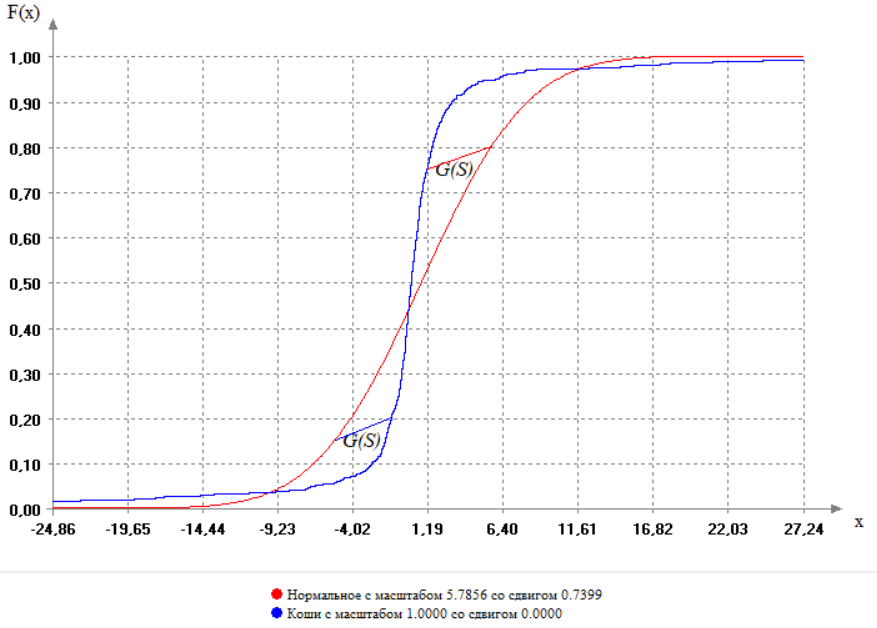 F(x)
1,00
0,90
0,80
0,70
0,60
0,50
0,40
0,30
0,20
0,10
0,00
G(S)
G(S)
-24,86 -19,65 -14,44 -9,23 -4,02 1,19 6,40 11,61 16,82 22,03 27,24 x
Нормальное с масштабом 5.7856 со сдвигом 0.7399
Коши с масштабом 1.0000 со сдвигом 0.0000